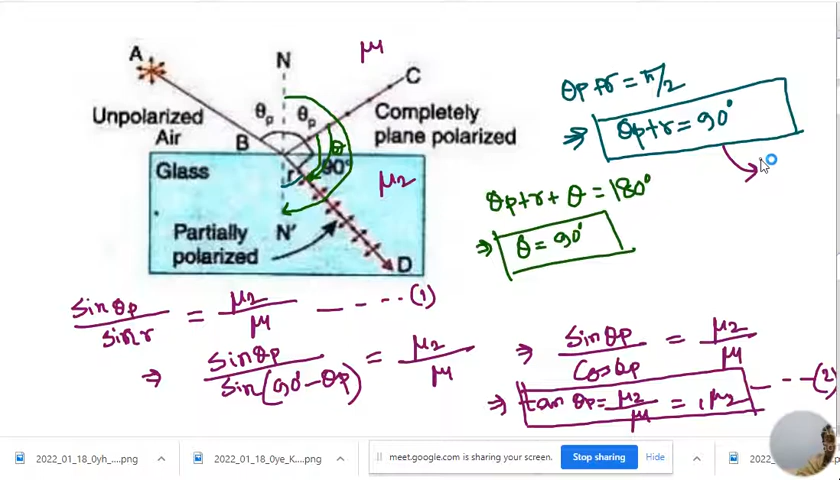 A
N
μ1
C
θp+r = π/2
⇒ θp+r = 90°
Unpolarized
Air
θp
θp
Completely
plane polarized
B
Glass
r
θ
90°
μ2
θp+r+θ = 180°
⇒ θ = 90°
Partially
polarized
N'
D
sinθp/sinr = μ2/μ1 ---- (1)
⇒ sinθp/sin(90°-θp) = μ2/μ1
⇒ sinθp/cosθp = μ2/μ1
⇒ tanθp = μ2/μ1 = 1μ2 --- (2)
2022_01_18_0yh_....png
2022_01_18_0ye_K....png
meet.google.com is sharing your screen.
Stop sharing
Hide
2022_01_18_0